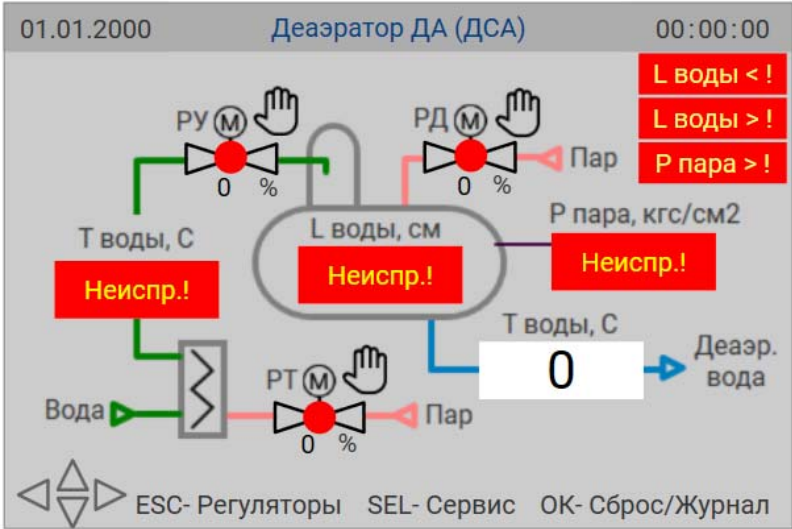 01.01.2000 Деаэратор ДА (ДСА) 00:00:00
L воды < !
L воды > !
P пара > !
РУ M
0 %
РД M
0 %
Пар
T воды, C
Неиспр.!
L воды, см
Неиспр.!
P пара, кгс/см2
Неиспр.!
T воды, C
0
Деаэр.
вода
РТ M
0 %
Вода
Пар
ESC- Регуляторы SEL- Сервис ОК- Сброс/Журнал